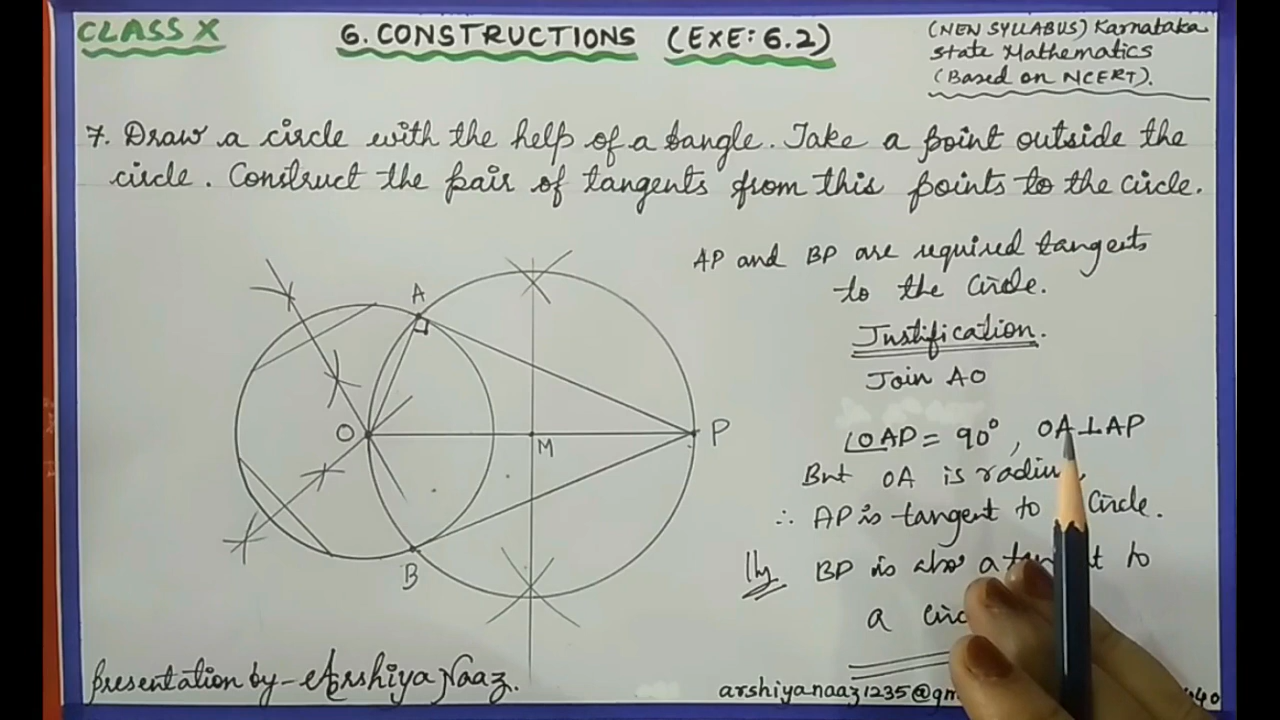 CLASS X
6. CONSTRUCTIONS (EXE: 6.2)
(NEN SYLLABUS) Karnataka
state Mathematics
(Based on NCERT).
7. Draw a circle with the help of a bangle. Take a point outside the
circle. Construct the pair of tangents from this points to the circle.
AP and BP are required tangents
to the circle.
Justification.
Join AO
∠OAP = 90°, OA⊥AP
But OA is radius
∴ AP is tangent to Circle.
llly BP is also a to
a
A
O
M
P
B
presentation by - Arshiya Naaz.